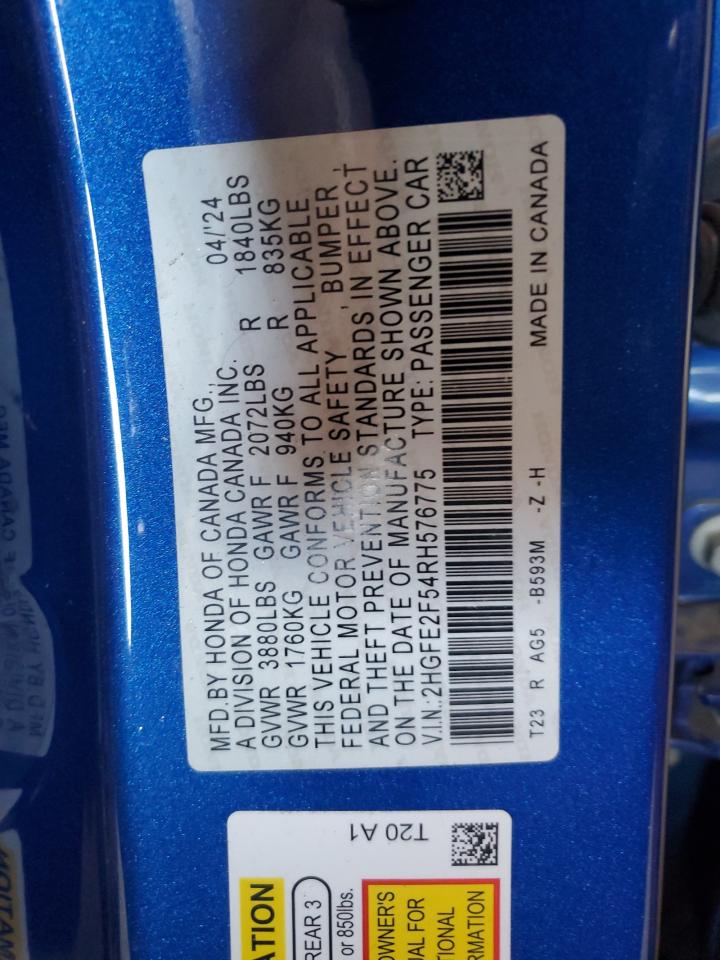 MFD.BY HONDA OF CANADA MFG., 04/'24
A DIVISION OF HONDA CANADA INC.
GVWR 3880LBS GAWR F 2072LBS R 1840LBS
GVWR 1760KG GAWR F 940KG R 835KG
THIS VEHICLE CONFORMS TO ALL APPLICABLE
FEDERAL MOTOR VEHICLE SAFETY , BUMPER ,
AND THEFT PREVENTION STANDARDS IN EFFECT
ON THE DATE OF MANUFACTURE SHOWN ABOVE.
V.I.N.:2HGFE2F54RH576775 TYPE: PASSENGER CAR
T23 R AG5 -B593M -Z -H MADE IN CANADA
T20 A1
ATION
REAR 3
or 850lbs.
OWNER'S
UAL FOR
TIONAL
RMATION